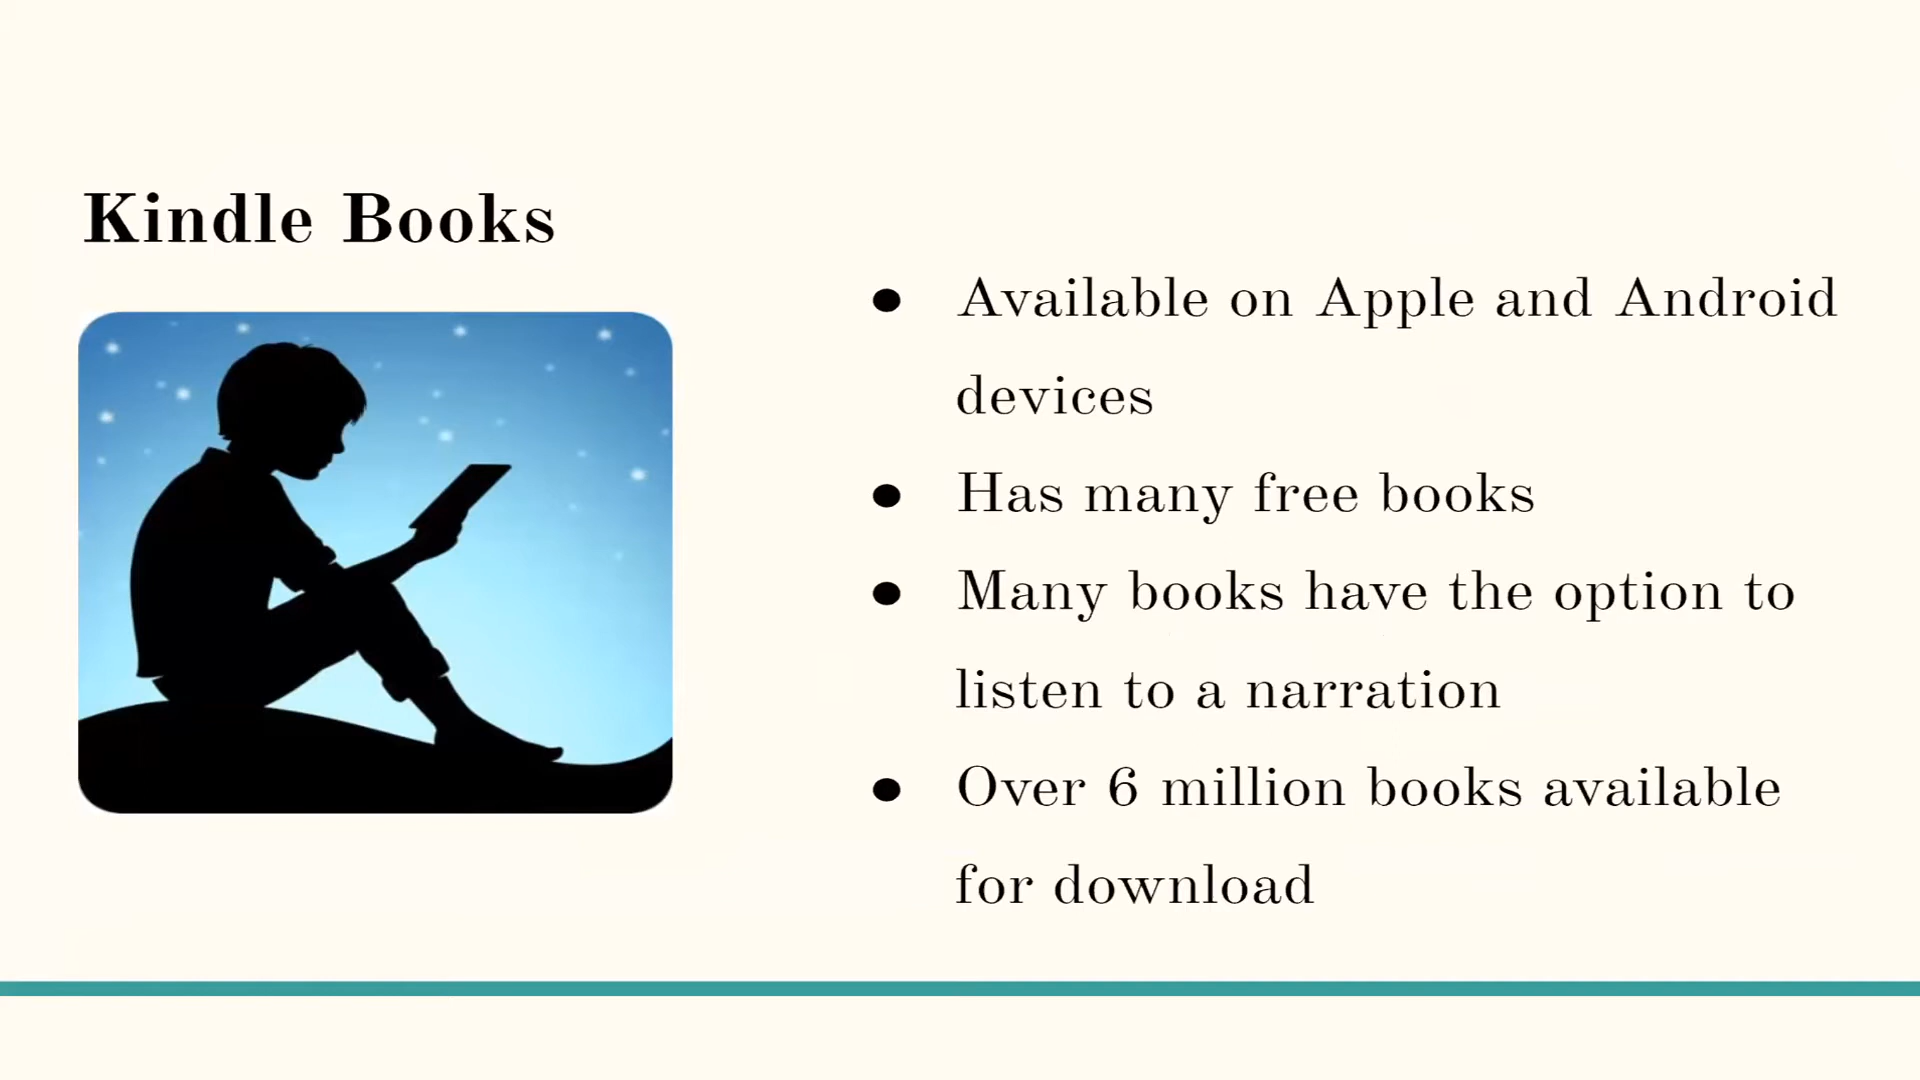 Kindle Books
● Available on Apple and Android
devices
● Has many free books
● Many books have the option to
listen to a narration
● Over 6 million books available
for download